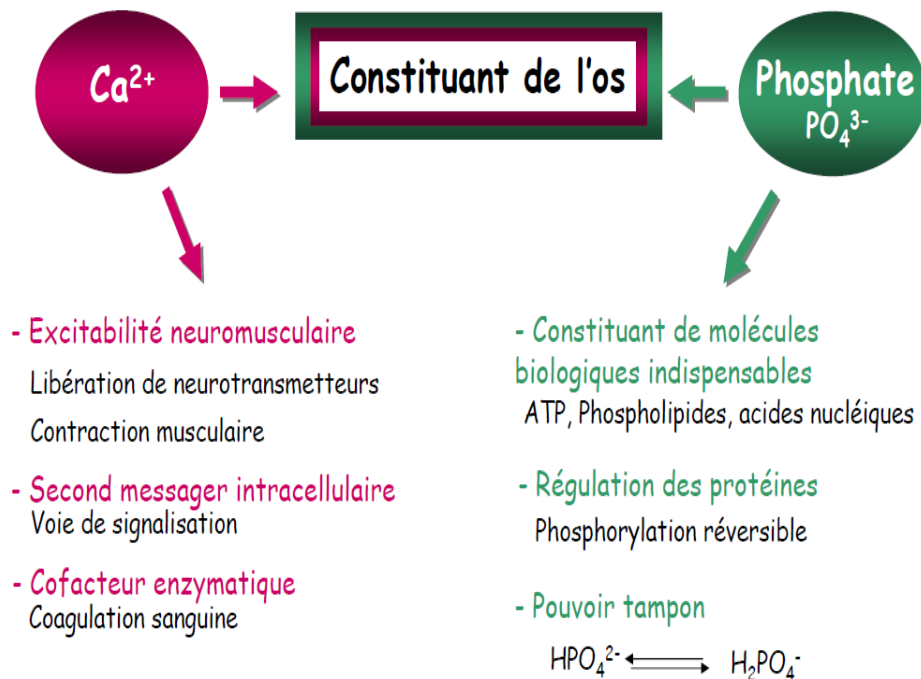 Ca²⁺
Constituant de l'os
Phosphate
PO₄³⁻
- Excitabilité neuromusculaire
Libération de neurotransmetteurs
Contraction musculaire
- Second messager intracellulaire
Voie de signalisation
- Cofacteur enzymatique
Coagulation sanguine
- Constituant de molécules
biologiques indispensables
ATP, Phospholipides, acides nucléiques
- Régulation des protéines
Phosphorylation réversible
- Pouvoir tampon
HPO₄²⁻ ⇌ H₂PO₄⁻